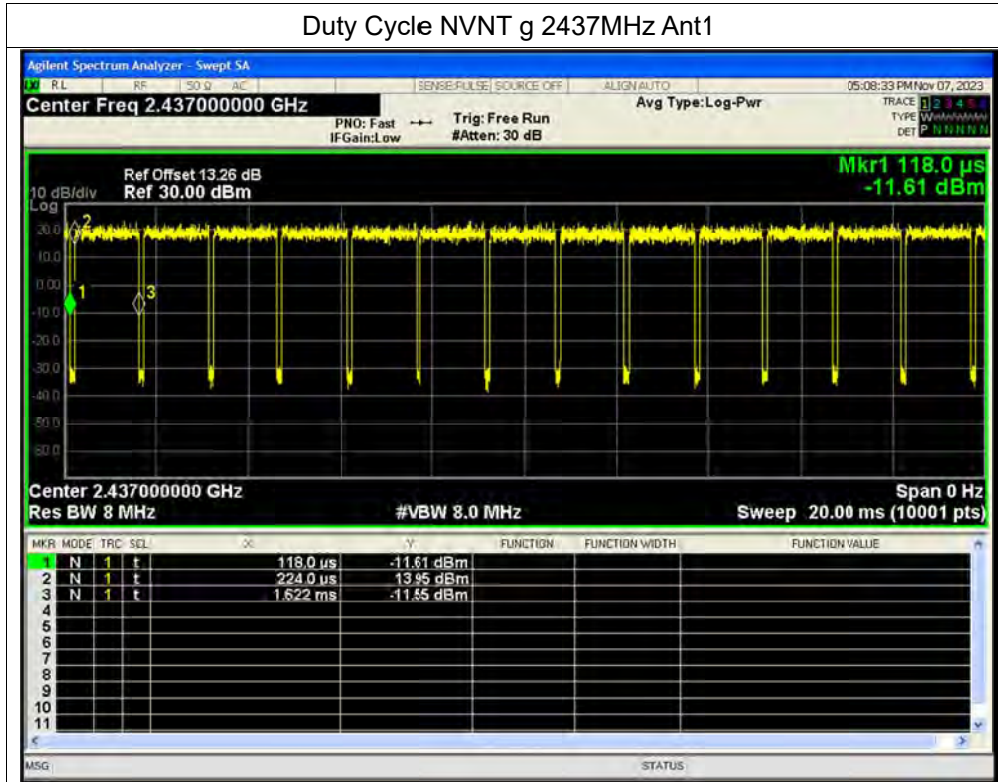 Duty Cycle NVNT g 2437MHz Ant1
Agilent Spectrum Analyzer - Swept SA
RL RF 50 Ω AC SENSE:PULSE SOURCE OFF ALIGN AUTO 05:08:33 PM Nov 07, 2023
Center Freq 2.437000000 GHz Avg Type:Log-Pwr TRACE 1 2 3 4 5 6
PNO: Fast Trig: Free Run TYPE
IFGain:Low #Atten: 30 dB DET P N N N N N
Mkr1 118.0 µs
Ref Offset 13.26 dB
10 dB/div Ref 30.00 dBm -11.61 dBm
Log
2
10.0
0.00
1 3
-10.0
-20.0
-30.0
-40.0
-50.0
-60.0
Center 2.437000000 GHz Span 0 Hz
Res BW 8 MHz #VBW 8.0 MHz Sweep 20.00 ms (10001 pts)
MKR MODE TRC SCL X Y FUNCTION FUNCTION WIDTH FUNCTION VALUE
1 N 1 t 118.0 µs -11.61 dBm
2 N 1 t 224.0 µs 13.95 dBm
3 N 1 t 1.622 ms -11.55 dBm
4
5
6
7
8
9
10
11
MSG STATUS